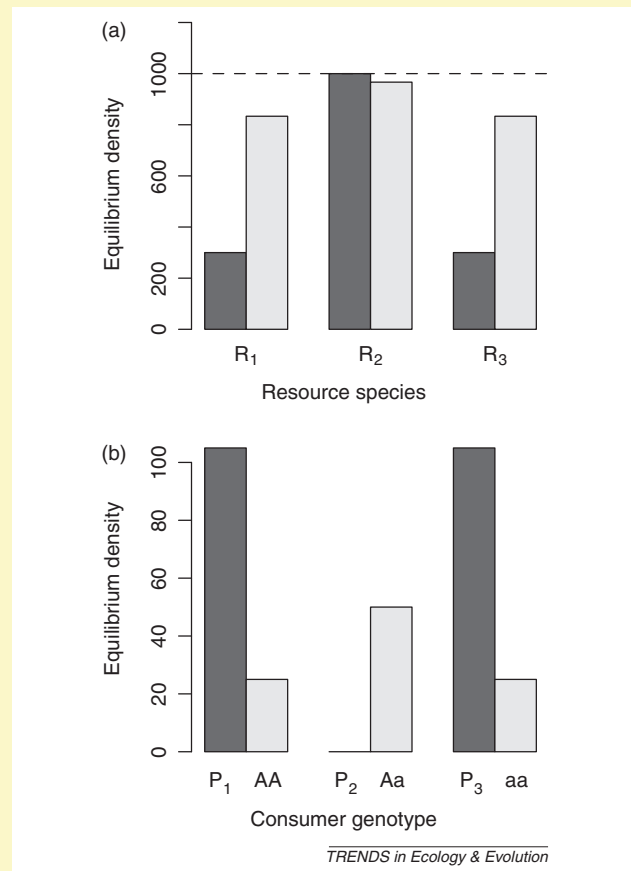 (a)
Equilibrium density
0 200 600 1000
R1 R2 R3
Resource species
(b)
Equilibrium density
0 20 40 60 80 100
P1 AA P2 Aa P3 aa
Consumer genotype
TRENDS in Ecology & Evolution